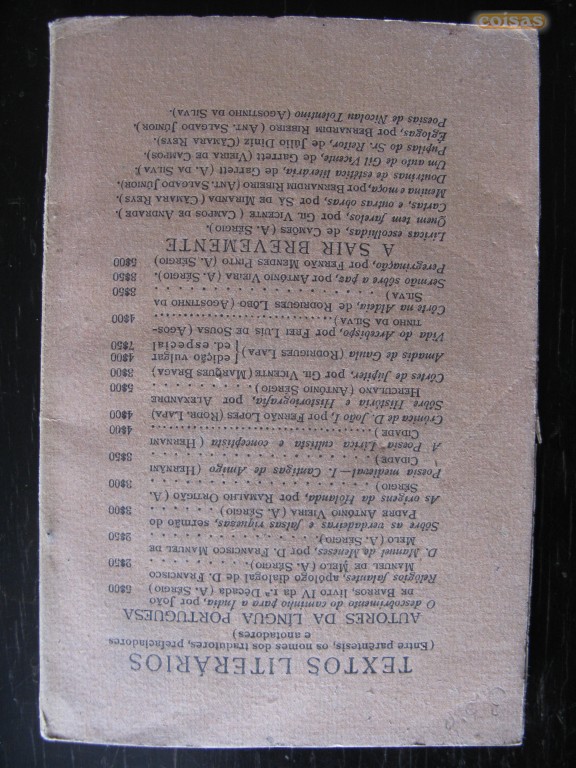 coisas
TEXTOS LITERÁRIOS
(Entre parêntesis, os nomes dos tradutores, prefaciadores
e anotadores)
AUTORES DA LÍNGUA PORTUGUESA
O descobrimento do caminho para a Índia, por JOÃO
DE BARROS, livro IV da 1.ª Década (A. SÉRGIO) 5$00
Relógios falantes, apólogo dialogal de D. FRANCISCO
MANUEL DE MELO (A. SÉRGIO). . . . . . . . 2$50
D. Manuel de Meneses, por D. FRANCISCO MANUEL DE
MELO (A. SÉRGIO). . . . . . . . . . . 2$50
Sôbre as verdadeiras e falsas riquezas, sermão do
PADRE ANTÓNIO VIEIRA (A. SÉRGIO) . . . . . 3$00
As origens da Holanda, por RAMALHO ORTIGÃO (A.
SÉRGIO) . . . . . . . . . . . . . 3$00
Poesia medieval—I. Cantigas de Amigo (HERNÂNI
CIDADE) . . . . . . . . . . . . . 3$50
A Poesia Lírica cultista e conceptista (HERNÂNI
CIDADE) . . . . . . . . . . . . . 4$00
Crónica de D. João I, por FERNÃO LOPES (RODR. LAPA) 4$00
Sôbre História e Historiografia, por ALEXANDRE
HERCULANO (ANTÓNIO SÉRGIO) . . . . . . . 5$00
Côrtes de Júpiter, por GIL VICENTE (MARQUES BRAGA) 3$00
Amadis de Gaula (RODRIGUES LAPA) { edição vulgar 4$00
ed. especial 7$50
Vida do Arcebispo, por FREI LUÍS DE SOUSA (AGOS-
TINHO DA SILVA) . . . . . . . . . . . 4$00
Côrte na Aldeia, de RODRIGUES LOBO (AGOSTINHO DA
SILVA) . . . . . . . . . . . . . 3$50
Sermão sôbre a paz, por ANTÓNIO VIEIRA (A. SÉRGIO). 3$50
Peregrinação, por FERNÃO MENDES PINTO (A. SÉRGIO) 5$00
A SAIR BREVEMENTE
Líricas escolhidas, de CAMÕES (A. SÉRGIO).
Quem tem farelos, por GIL VICENTE (CAMPOS DE ANDRADE).
Cartas, e outras obras, por SÁ DE MIRANDA (CÂMARA REYS).
Menina e moça, por BERNARDIM RIBEIRO (ANT. SALGADO JÚNIOR).
Doutrinas de estética literária, de GARRETT (A. DA SILVA).
Um auto de Gil Vicente, de Garrett (VIEIRA DE CAMPOS).
Pupilas do Sr. Reitor, de Júlio Diniz (CÂMARA REYS).
Éclogas, por BERNARDIM RIBEIRO (ANT. SALGADO JÚNIOR).
Poesias de Nicolau Tolentino (AGOSTINHO DA SILVA).